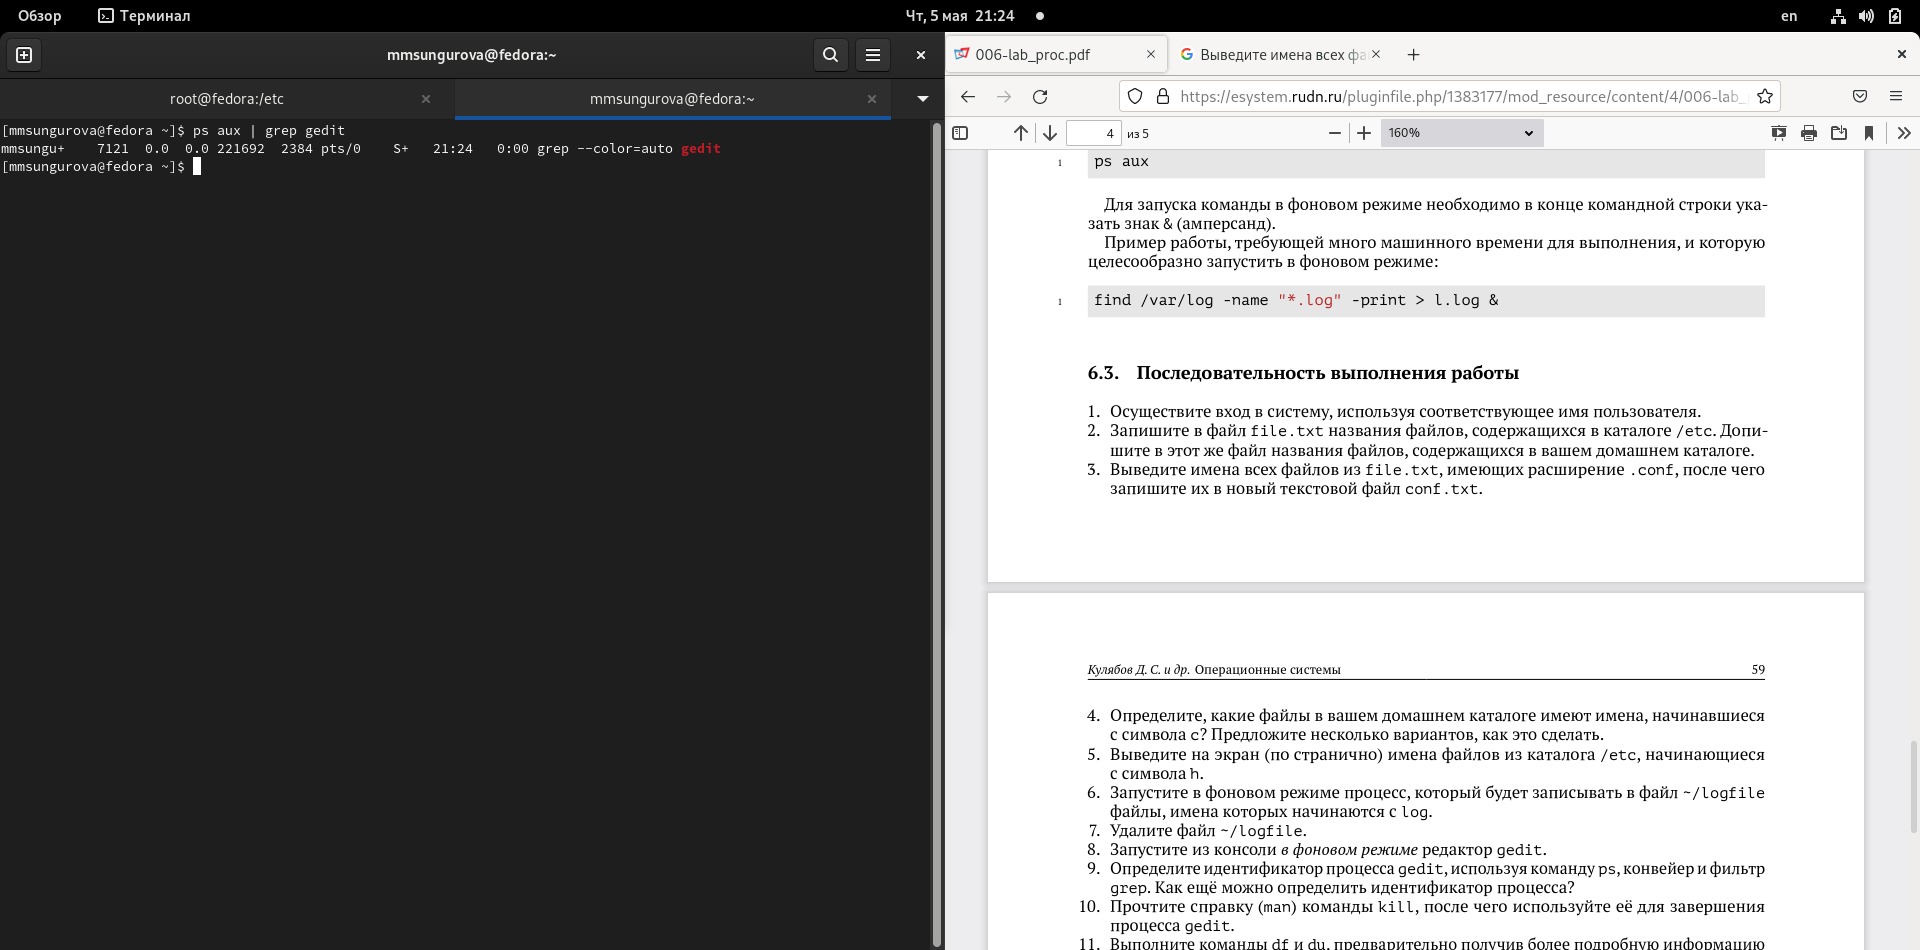 Обзор
Терминал
Чт, 5 мая 21:24
en
mmsungurova@fedora:~
root@fedora:/etc
mmsungurova@fedora:~
[mmsungurova@fedora ~]$ ps aux | grep gedit
mmsungu+    7121  0.0  0.0 221692  2384 pts/0    S+   21:24   0:00 grep --color=auto gedit
[mmsungurova@fedora ~]$
006-lab_proc.pdf
Выведите имена всех фа
https://esystem.rudn.ru/pluginfile.php/1383177/mod_resource/content/4/006-lab_
4 из 5
160%
1 ps aux
Для запуска команды в фоновом режиме необходимо в конце командной строки ука-
зать знак & (амперсанд).
Пример работы, требующей много машинного времени для выполнения, и которую
целесообразно запустить в фоновом режиме:
1 find /var/log -name "*.log" -print > l.log &
6.3. Последовательность выполнения работы
1. Осуществите вход в систему, используя соответствующее имя пользователя.
2. Запишите в файл file.txt названия файлов, содержащихся в каталоге /etc. Допи-
шите в этот же файл названия файлов, содержащихся в вашем домашнем каталоге.
3. Выведите имена всех файлов из file.txt, имеющих расширение .conf, после чего
запишите их в новый текстовой файл conf.txt.
Кулябов Д. С. и др. Операционные системы 59
4. Определите, какие файлы в вашем домашнем каталоге имеют имена, начинавшиеся
с символа c? Предложите несколько вариантов, как это сделать.
5. Выведите на экран (по странично) имена файлов из каталога /etc, начинающиеся
с символа h.
6. Запустите в фоновом режиме процесс, который будет записывать в файл ~/logfile
файлы, имена которых начинаются с log.
7. Удалите файл ~/logfile.
8. Запустите из консоли в фоновом режиме редактор gedit.
9. Определите идентификатор процесса gedit, используя команду ps, конвейер и фильтр
grep. Как ещё можно определить идентификатор процесса?
10. Прочтите справку (man) команды kill, после чего используйте её для завершения
процесса gedit.
11. Выполните команды df и du, предварительно получив более подробную информацию